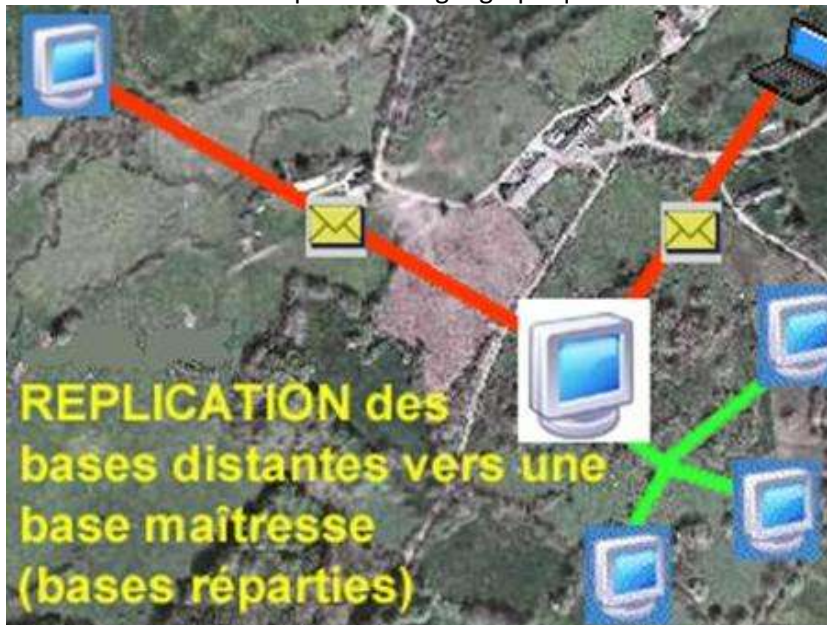 REPLICATION des
bases distantes vers une
base maîtresse
(bases réparties)